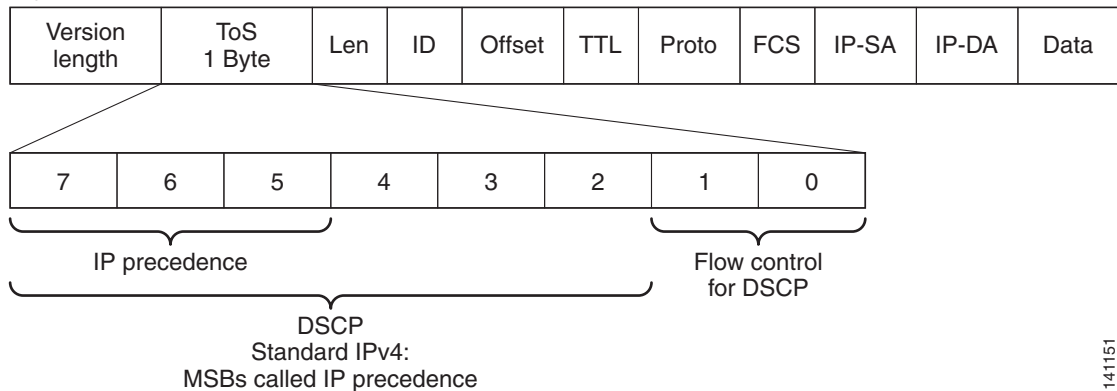 Version length
ToS 1 Byte
Len
ID
Offset
TTL
Proto
FCS
IP-SA
IP-DA
Data
7
6
5
4
3
2
1
0
IP precedence
Flow control
for DSCP
DSCP
Standard IPv4:
MSBs called IP precedence
141151